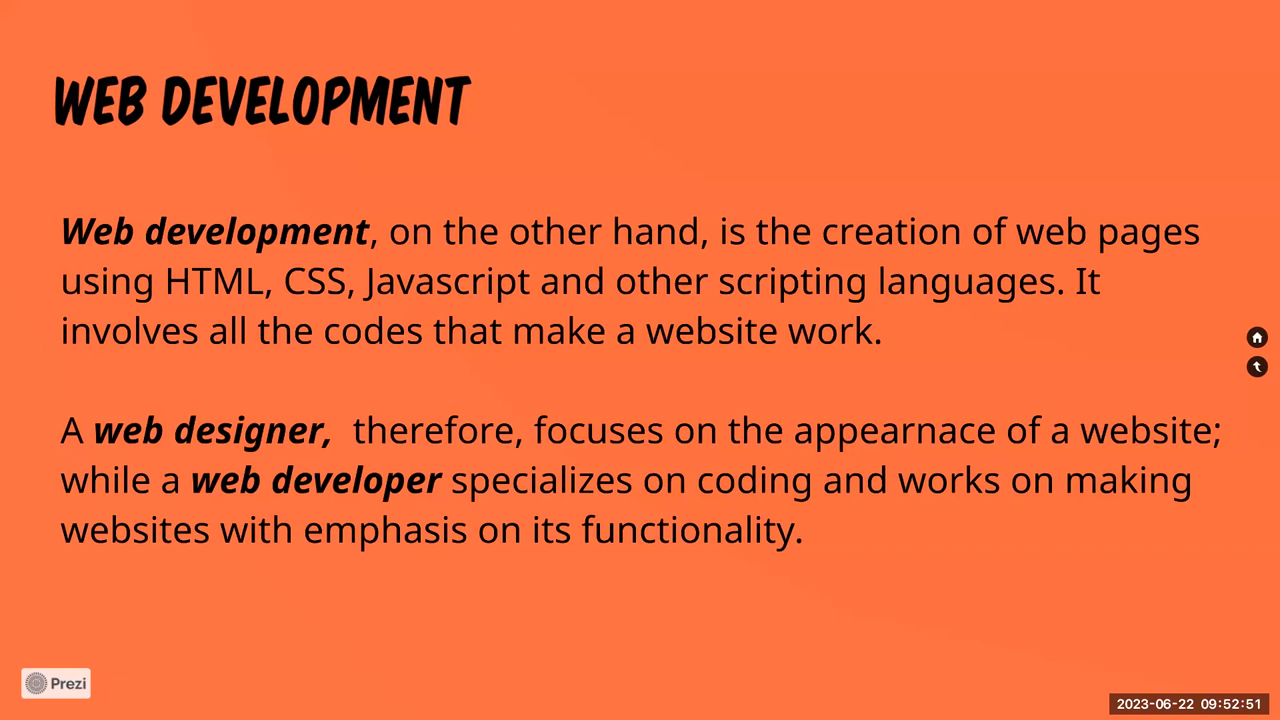 WEB DEVELOPMENT
Web development, on the other hand, is the creation of web pages
using HTML, CSS, Javascript and other scripting languages. It
involves all the codes that make a website work.
A web designer,  therefore, focuses on the appearnace of a website;
while a web developer specializes on coding and works on making
websites with emphasis on its functionality.
Prezi
2023-06-22 09:52:51